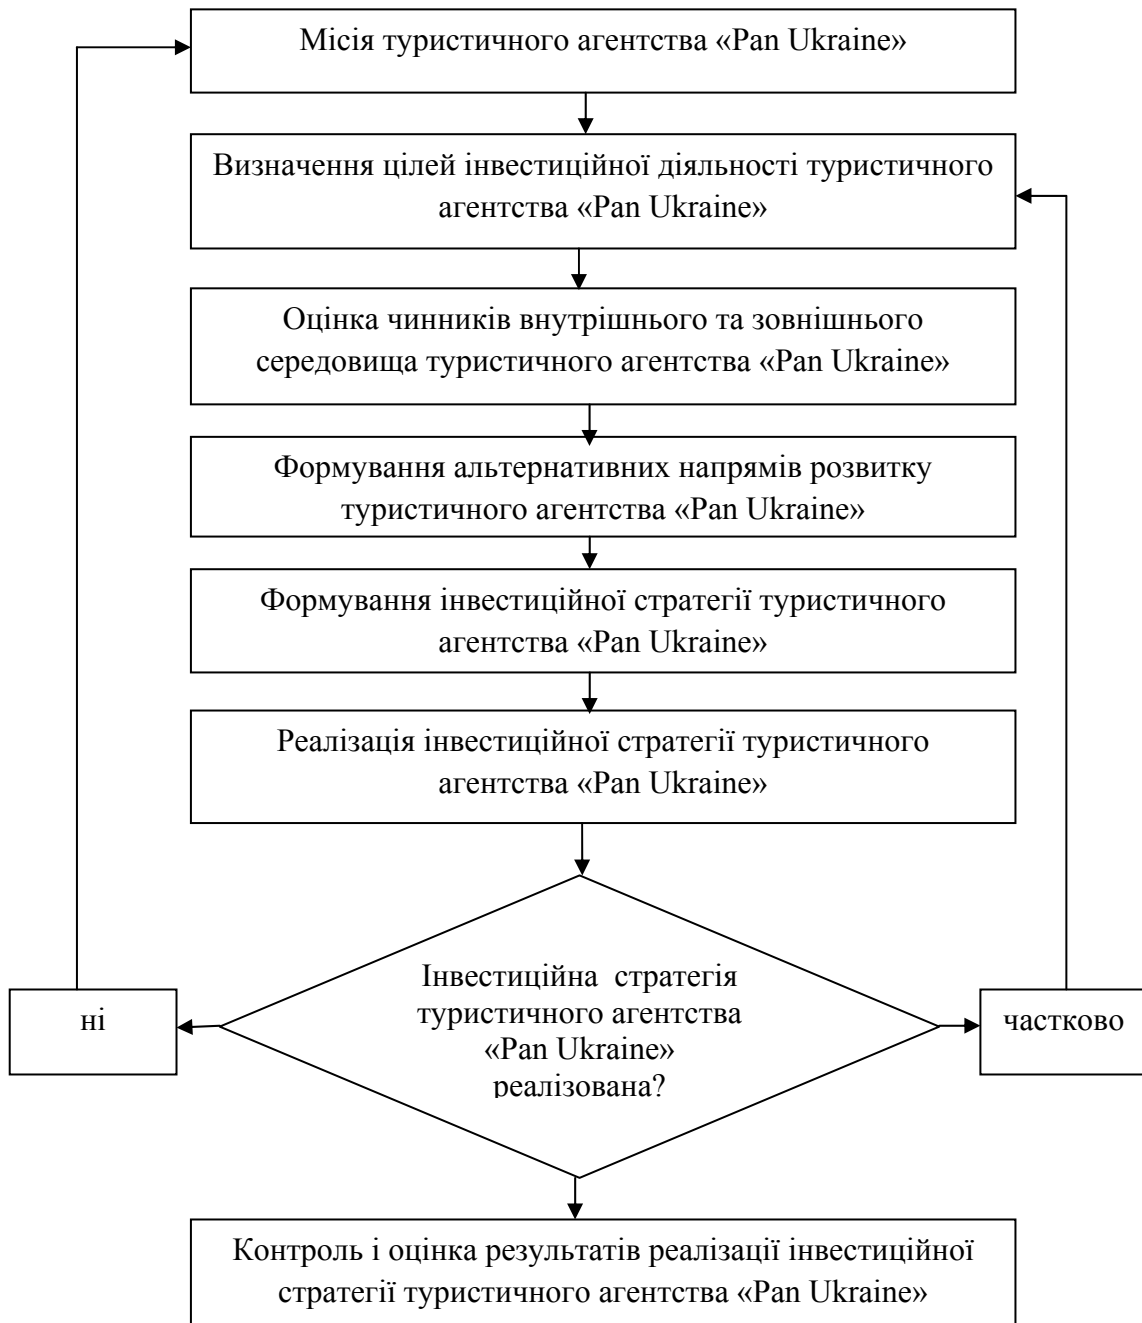 Місія туристичного агентства «Pan Ukraine»
Визначення цілей інвестиційної діяльності туристичного
агентства «Pan Ukraine»
Оцінка чинників внутрішнього та зовнішнього
середовища туристичного агентства «Pan Ukraine»
Формування альтернативних напрямів розвитку
туристичного агентства «Pan Ukraine»
Формування інвестиційної стратегії туристичного
агентства «Pan Ukraine»
Реалізація інвестиційної стратегії туристичного
агентства «Pan Ukraine»
Інвестиційна стратегія
туристичного агентства
«Pan Ukraine»
реалізована?
ні
частково
Контроль і оцінка результатів реалізації інвестиційної
стратегії туристичного агентства «Pan Ukraine»